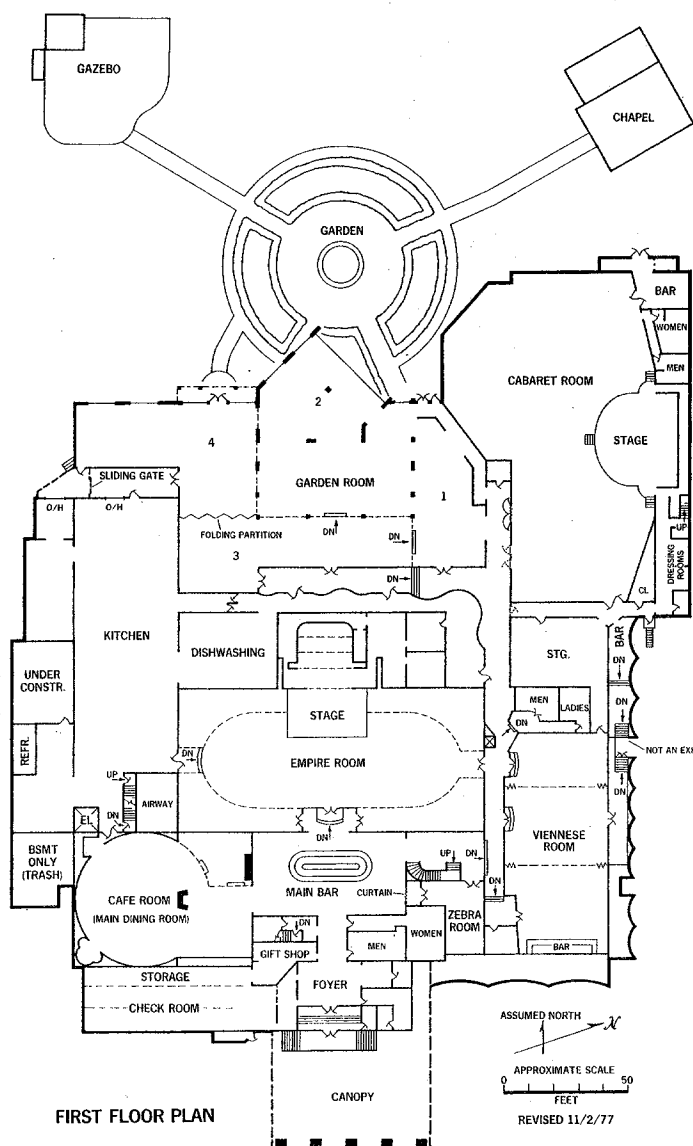 GAZEBO
CHAPEL
GARDEN
BAR
WOMEN
MEN
CABARET ROOM
STAGE
2
4
GARDEN ROOM
1
SLIDING GATE
O/H
O/H
FOLDING PARTITION
DN
DN
3
DN
UP
DRESSING ROOMS
CL
KITCHEN
DISHWASHING
STG.
BAR
DN
UNDER
CONSTR.
MEN
LADIES
DN
STAGE
DN
NOT AN EXI
REFR.
DN
EMPIRE ROOM
DN
UP
AIRWAY
EL
DN
DN
VIENNESE
ROOM
BSMT
ONLY
(TRASH)
UP
DN
MAIN BAR
CURTAIN
DN
CAFE ROOM
(MAIN DINING ROOM)
DN
ZEBRA
ROOM
WOMEN
MEN
GIFT SHOP
BAR
STORAGE
FOYER
CHECK ROOM
ASSUMED NORTH
N
APPROXIMATE SCALE
0 50
FEET
CANOPY
FIRST FLOOR PLAN
REVISED 11/2/77